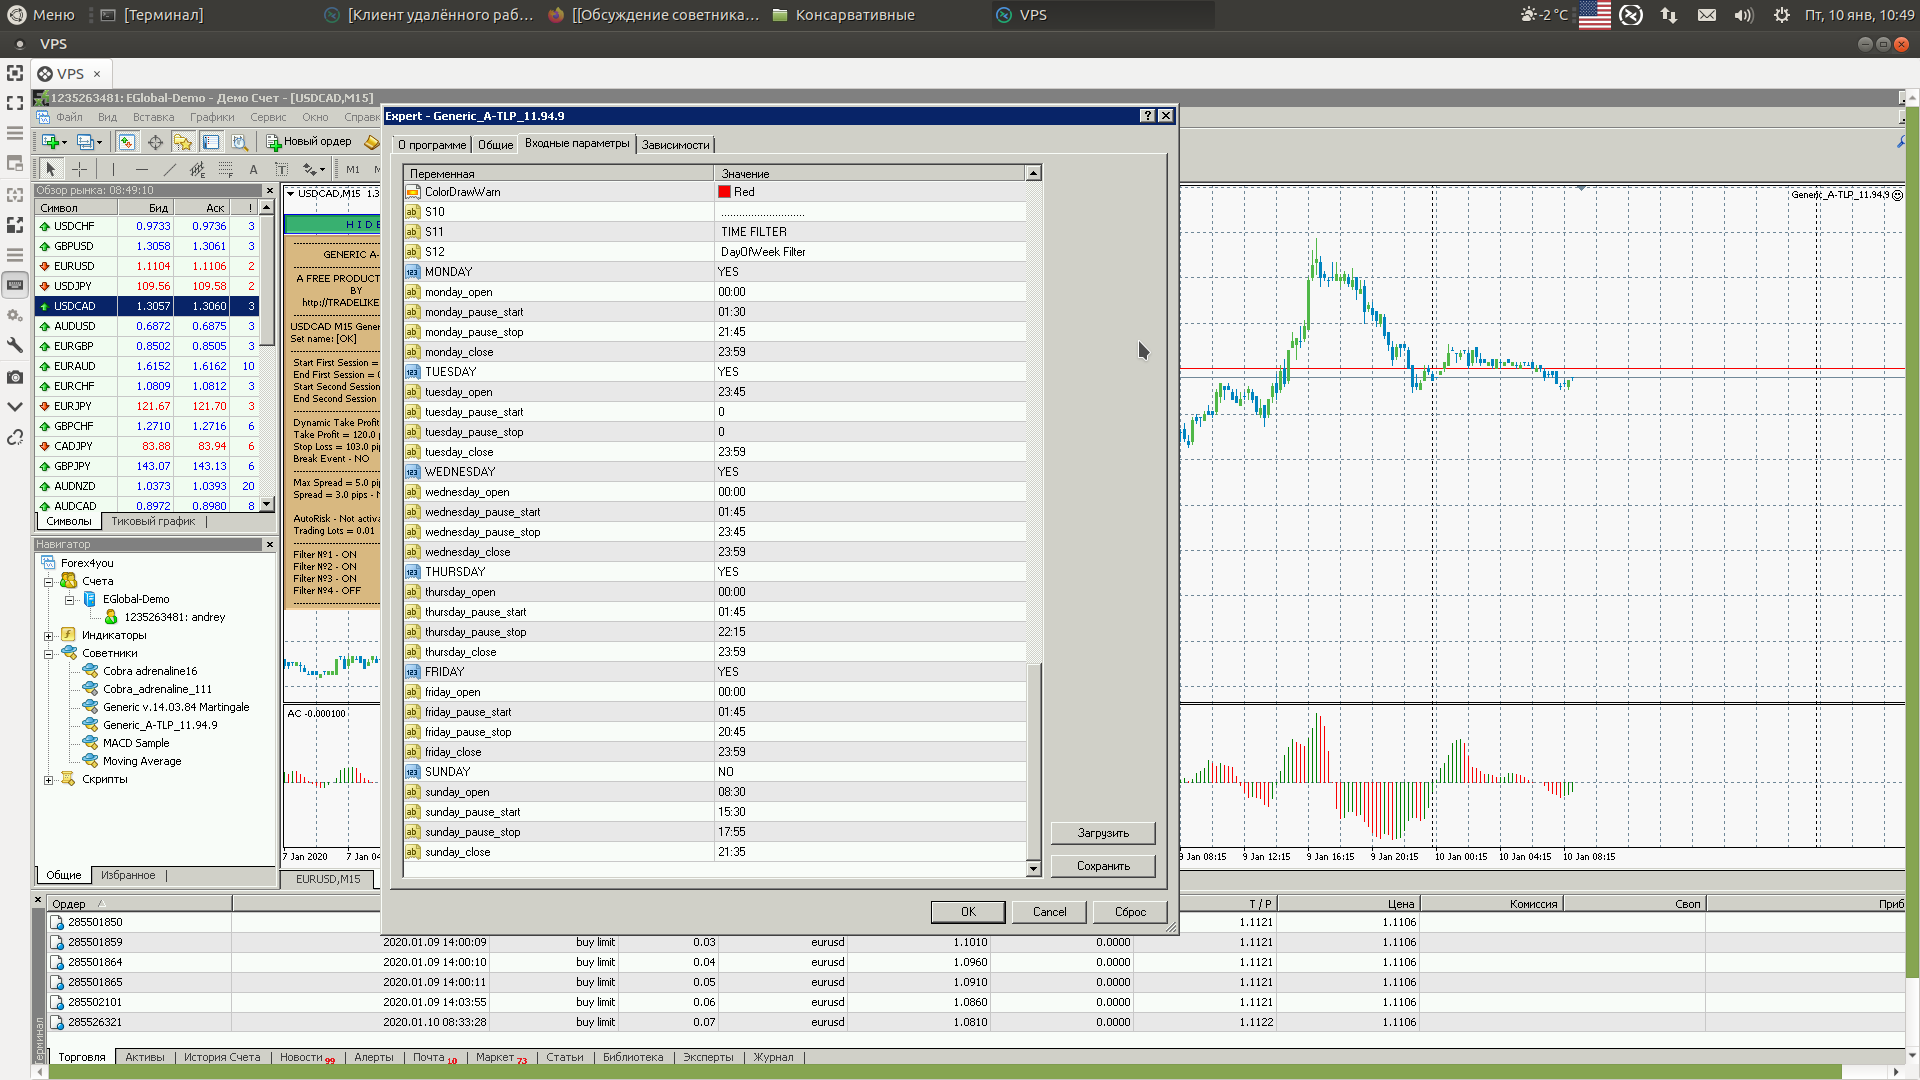 Меню
[Терминал]
[Клиент удалённого раб...
[[Обсуждение советника...
Консервативные
VPS
-2 °C
Пт, 10 янв, 10:49
VPS
VPS ×
1235263481: EGlobal-Demo - Демо Счет - [USDCAD,M15]
Файл Вид Вставка Графики Сервис Окно
Новый ордер
M1
Обзор рынка: 08:49:10
Символ Бид Аск !
USDCHF 0.9733 0.9736 3
GBPUSD 1.3058 1.3061 3
EURUSD 1.1104 1.1106 2
USDJPY 109.56 109.58 2
USDCAD 1.3057 1.3060 3
AUDUSD 0.6872 0.6875 3
EURGBP 0.8502 0.8505 3
EURAUD 1.6152 1.6162 10
EURCHF 1.0809 1.0812 3
EURJPY 121.67 121.70 3
GBPCHF 1.2710 1.2716 6
CADJPY 83.88 83.94 6
GBPJPY 143.07 143.13 6
AUDNZD 1.0373 1.0393 20
AUDCAD 0.8972 0.8980 8
Символы Тиковый график
Навигатор
Forex4you
Счета
EGlobal-Demo
1235263481: andrey
Индикаторы
Советники
Cobra adrenaline16
Cobra_adrenaline_111
Generic v.14.03.84 Martingale
Generic_A-TLP_11.94.9
MACD Sample
Moving Average
Скрипты
Общие Избранное
USDCAD,M15 1.3
H I D E
GENERIC A-
A FREE PRODUCT
BY
http://TRADELIKE
USDCAD M15 Gener
Set name: [OK]
Start First Session =
End First Session =
Start Second Session
End Second Session
Dynamic Take Profit
Take Profit = 120.0
Stop Loss = 103.0 pi
Break Event - NO
Max Spread = 5.0 p
Spread = 3.0 pips -
AutoRisk - Not activa
Trading Lots = 0.01
Filter №1 - ON
Filter №2 - ON
Filter №3 - ON
Filter №4 - OFF
AC -0.000100
7 Jan 2020 7 Jan 04
EURUSD,M15
Expert - Generic_A-TLP_11.94.9
О программе Общие Входные параметры Зависимости
Переменная Значение
ColorDrawWarn Red
S10 ............................
S11 TIME FILTER
S12 DayOfWeek Filter
MONDAY YES
monday_open 00:00
monday_pause_start 01:30
monday_pause_stop 21:45
monday_close 23:59
TUESDAY YES
tuesday_open 23:45
tuesday_pause_start 0
tuesday_pause_stop 0
tuesday_close 23:59
WEDNESDAY YES
wednesday_open 00:00
wednesday_pause_start 01:45
wednesday_pause_stop 23:45
wednesday_close 23:59
THURSDAY YES
thursday_open 00:00
thursday_pause_start 01:45
thursday_pause_stop 22:15
thursday_close 23:59
FRIDAY YES
friday_open 00:00
friday_pause_start 01:45
friday_pause_stop 20:45
friday_close 23:59
SUNDAY NO
sunday_open 08:30
sunday_pause_start 15:30
sunday_pause_stop 17:55
sunday_close 21:35
Загрузить
Сохранить
OK Cancel Сброс
Generic_A-TLP_11.94.9
9 Jan 08:15 9 Jan 12:15 9 Jan 16:15 9 Jan 20:15 10 Jan 00:15 10 Jan 04:15 10 Jan 08:15
Ордер T / P Цена Комиссия Своп Приб
285501850 1.1121 1.1106
285501859 2020.01.09 14:00:09 buy limit 0.03 eurusd 1.1010 0.0000 1.1121 1.1106
285501864 2020.01.09 14:00:10 buy limit 0.04 eurusd 1.0960 0.0000 1.1121 1.1106
285501865 2020.01.09 14:00:11 buy limit 0.05 eurusd 1.0910 0.0000 1.1121 1.1106
285502101 2020.01.09 14:03:55 buy limit 0.06 eurusd 1.0860 0.0000 1.1121 1.1106
285526321 2020.01.10 08:33:28 buy limit 0.07 eurusd 1.0810 0.0000 1.1122 1.1106
Терминал
Торговля Активы История Счета Новости 99 Алерты Почта 10 Маркет 73 Статьи Библиотека Эксперты Журнал